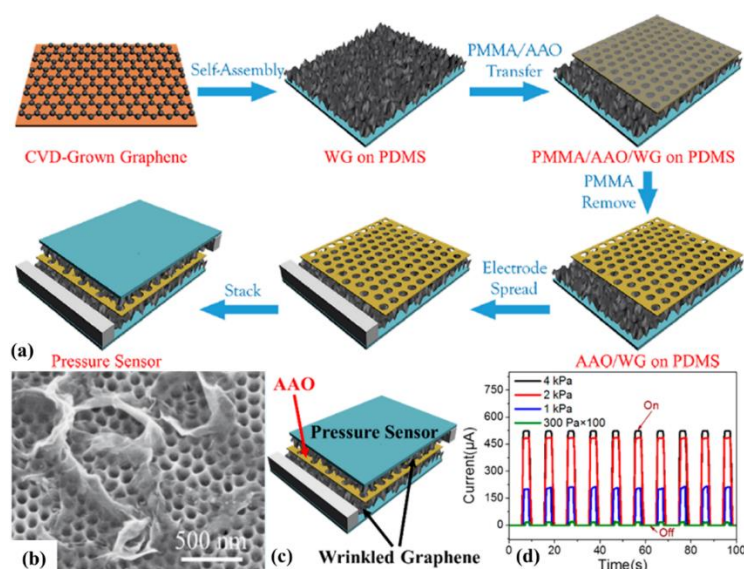 Self-Assembly
PMMA/AAO
Transfer
CVD-Grown Graphene
WG on PDMS
PMMA/AAO/WG on PDMS
PMMA
Remove
Stack
Electrode
Spread
(a)
Pressure Sensor
AAO/WG on PDMS
500 nm
(b)
AAO
Pressure Sensor
(c)
Wrinkled Graphene
4 kPa
2 kPa
1 kPa
300 Pa×100
On
Off
Current(μA)
750
600
450
300
150
0
0 20 40 60 80 100
(d)
Time(s)